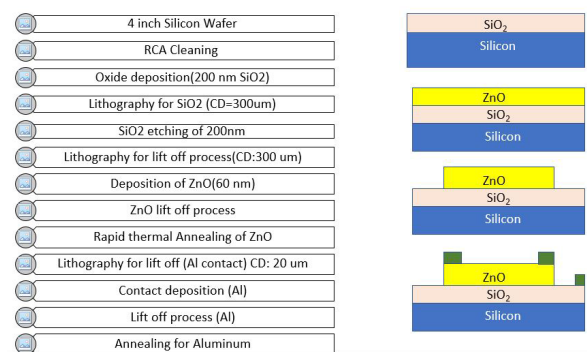 4 inch Silicon Wafer
RCA Cleaning
Oxide deposition(200 nm SiO2)
Lithography for SiO2 (CD=300um)
SiO2 etching of 200nm
Lithography for lift off process(CD:300 um)
Deposition of ZnO(60 nm)
ZnO lift off process
Rapid thermal Annealing of ZnO
Lithography for lift off (Al contact) CD: 20 um
Contact deposition (Al)
Lift off process (Al)
Annealing for Aluminum
SiO₂
Silicon
ZnO
SiO₂
Silicon
ZnO
SiO₂
Silicon
ZnO
SiO₂
Silicon